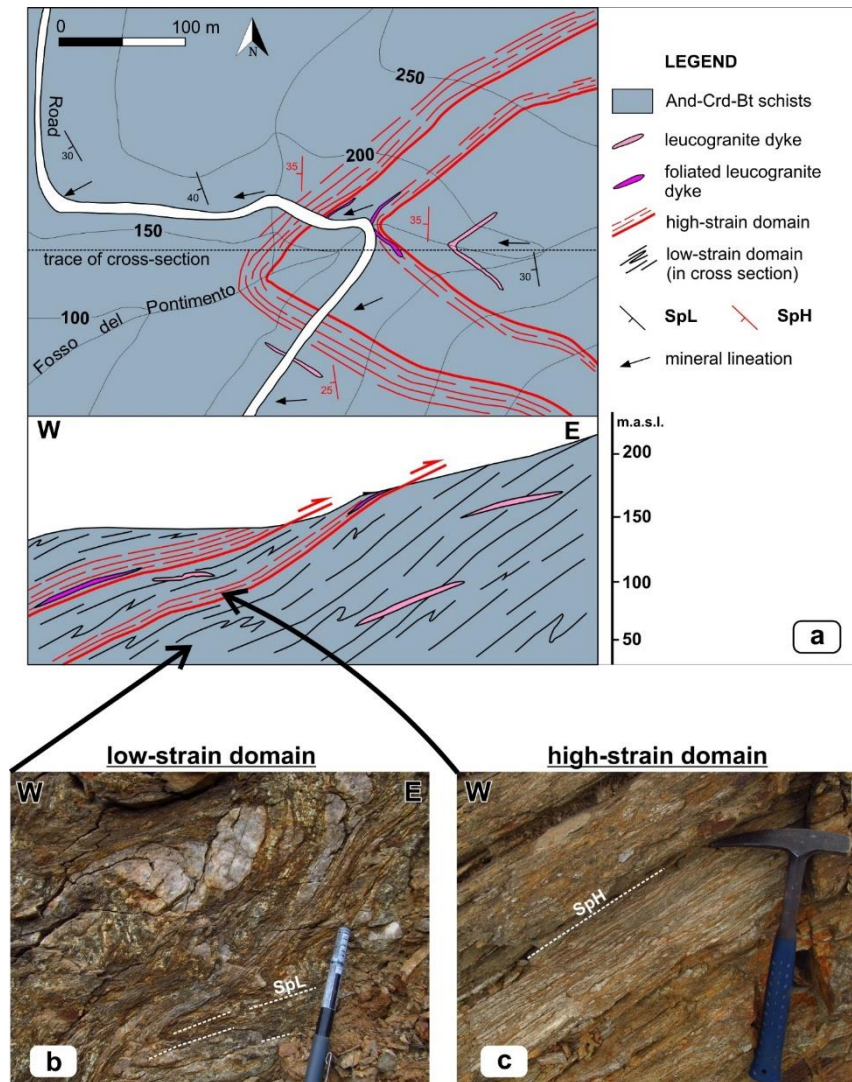 0 100 m
N
250
200
150
100
Road
30
40
35
35
30
25
trace of cross-section
Fosso del Pontimento
LEGEND
And-Crd-Bt schists
leucogranite dyke
foliated leucogranite
dyke
high-strain domain
low-strain domain
(in cross section)
SpL SpH
mineral lineation
W E
m.a.s.l.
200
150
100
50
a
low-strain domain
high-strain domain
W E
SpL
b
W
SpH
c